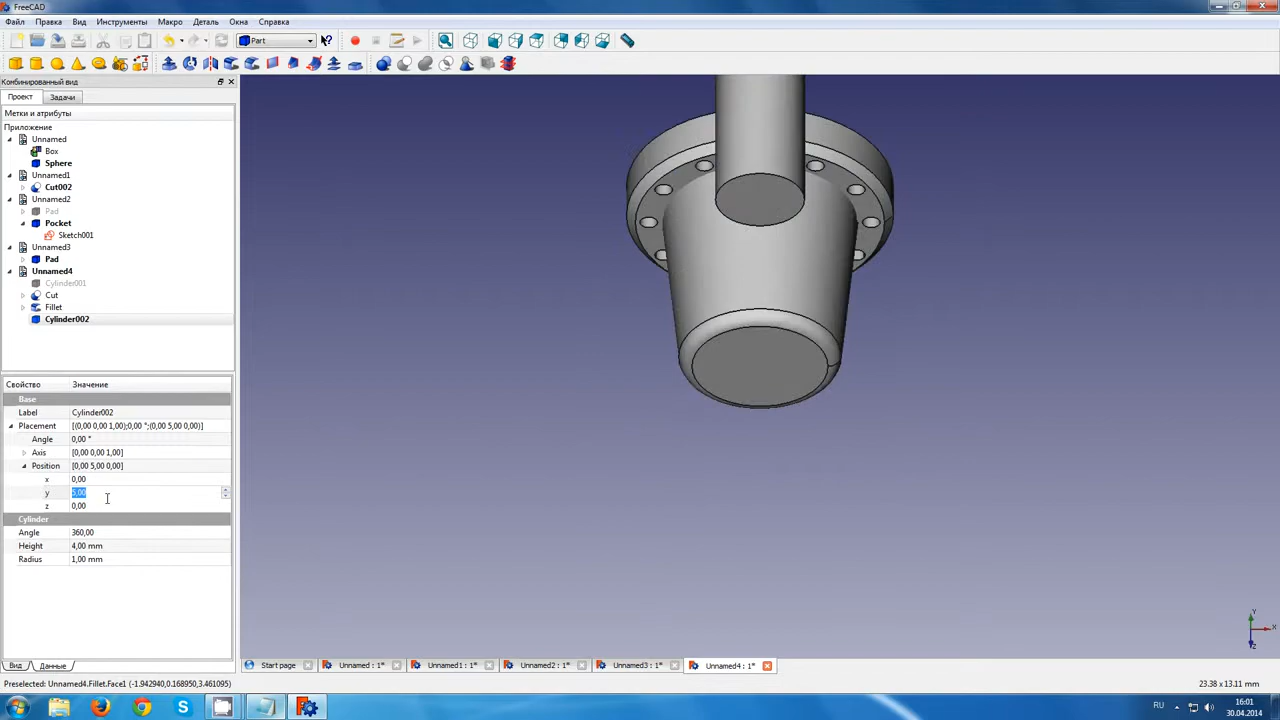 FreeCAD
Файл Правка Вид Инструменты Макро Деталь Окна Справка
Part
Комбинированный вид
Проект Задачи
Метки и атрибуты
Приложение
Unnamed
Box
Sphere
Unnamed1
Cut002
Unnamed2
Pad
Pocket
Sketch001
Unnamed3
Pad
Unnamed4
Cylinder001
Cut
Fillet
Cylinder002
Свойство Значение
Base
Label Cylinder002
Placement [(0,00 0,00 1,00);0,00 °;(0,00 5,00 0,00)]
Angle 0,00 °
Axis [0,00 0,00 1,00]
Position [0,00 5,00 0,00]
x 0,00
y 5,00
z 0,00
Cylinder
Angle 360,00
Height 4,00 mm
Radius 1,00 mm
Y
X
Z
Вид Данные
Start page Unnamed : 1* Unnamed1 : 1* Unnamed2 : 1* Unnamed3 : 1* Unnamed4 : 1*
Preselected: Unnamed4.Fillet.Face1 (-1.942940,0.168950,3.461095)
23.38 x 13.11 mm
RU
16:01
30.04.2014